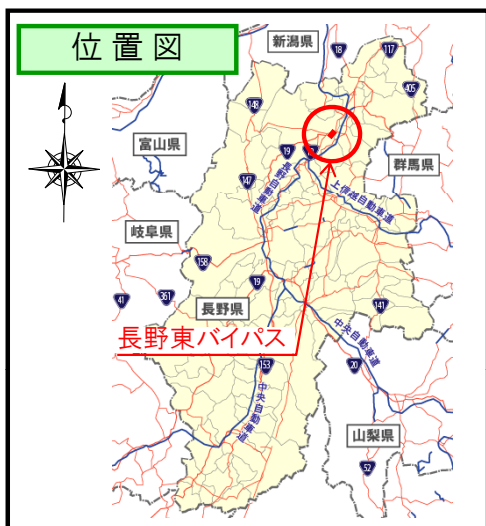 位置図
新潟県
18
117
405
148
富山県
19
群馬県
長野自動車道
147
上信越自動車道
岐阜県
158
19
41
361
長野県
141
中央自動車道
長野東バイパス
153
20
中央自動車道
山梨県
52